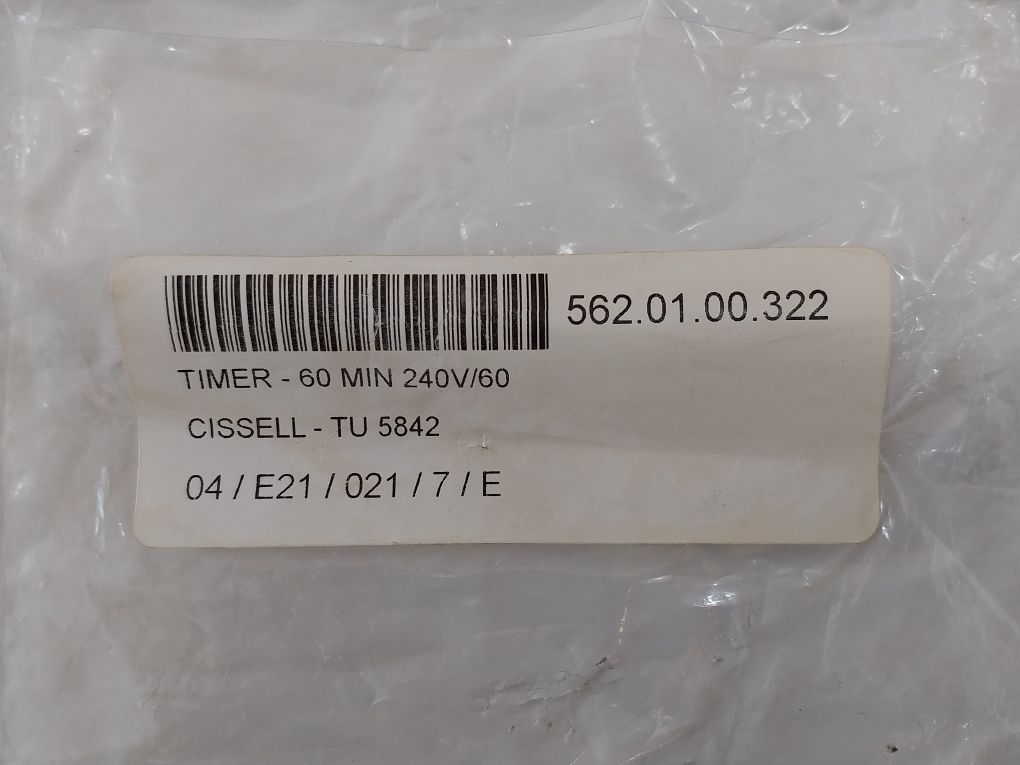 562.01.00.322
TIMER - 60 MIN 240V/60
CISSELL - TU 5842
04 / E21 / 021 / 7 / E